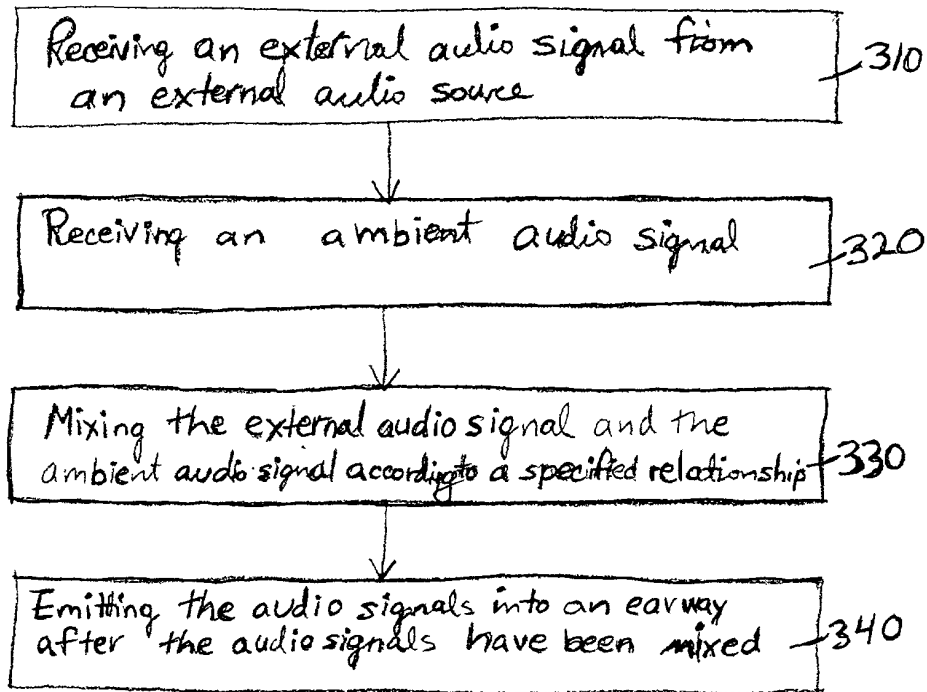 Receiving an external audio signal from
an external audio source
310
Receiving an ambient audio signal
320
Mixing the external audio signal and the
ambient audio signal according to a specified relationship
330
Emitting the audio signals into an earway
after the audio signals have been mixed
340